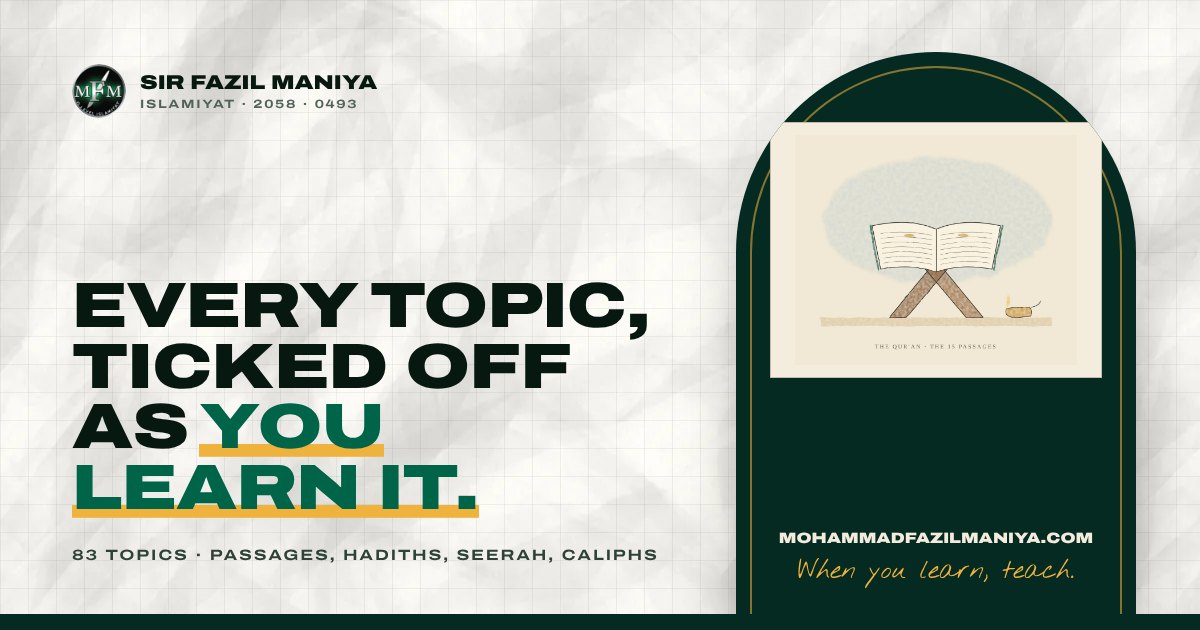 MFM
SIR FAZIL MANIYA
ISLAMIYAT · 2058 · 0493
EVERY TOPIC,
TICKED OFF
AS YOU
LEARN IT.
83 TOPICS · PASSAGES, HADITHS, SEERAH, CALIPHS
THE QUR'AN · THE 15 PASSAGES
MOHAMMADFAZILMANIYA.COM
When you learn, teach.